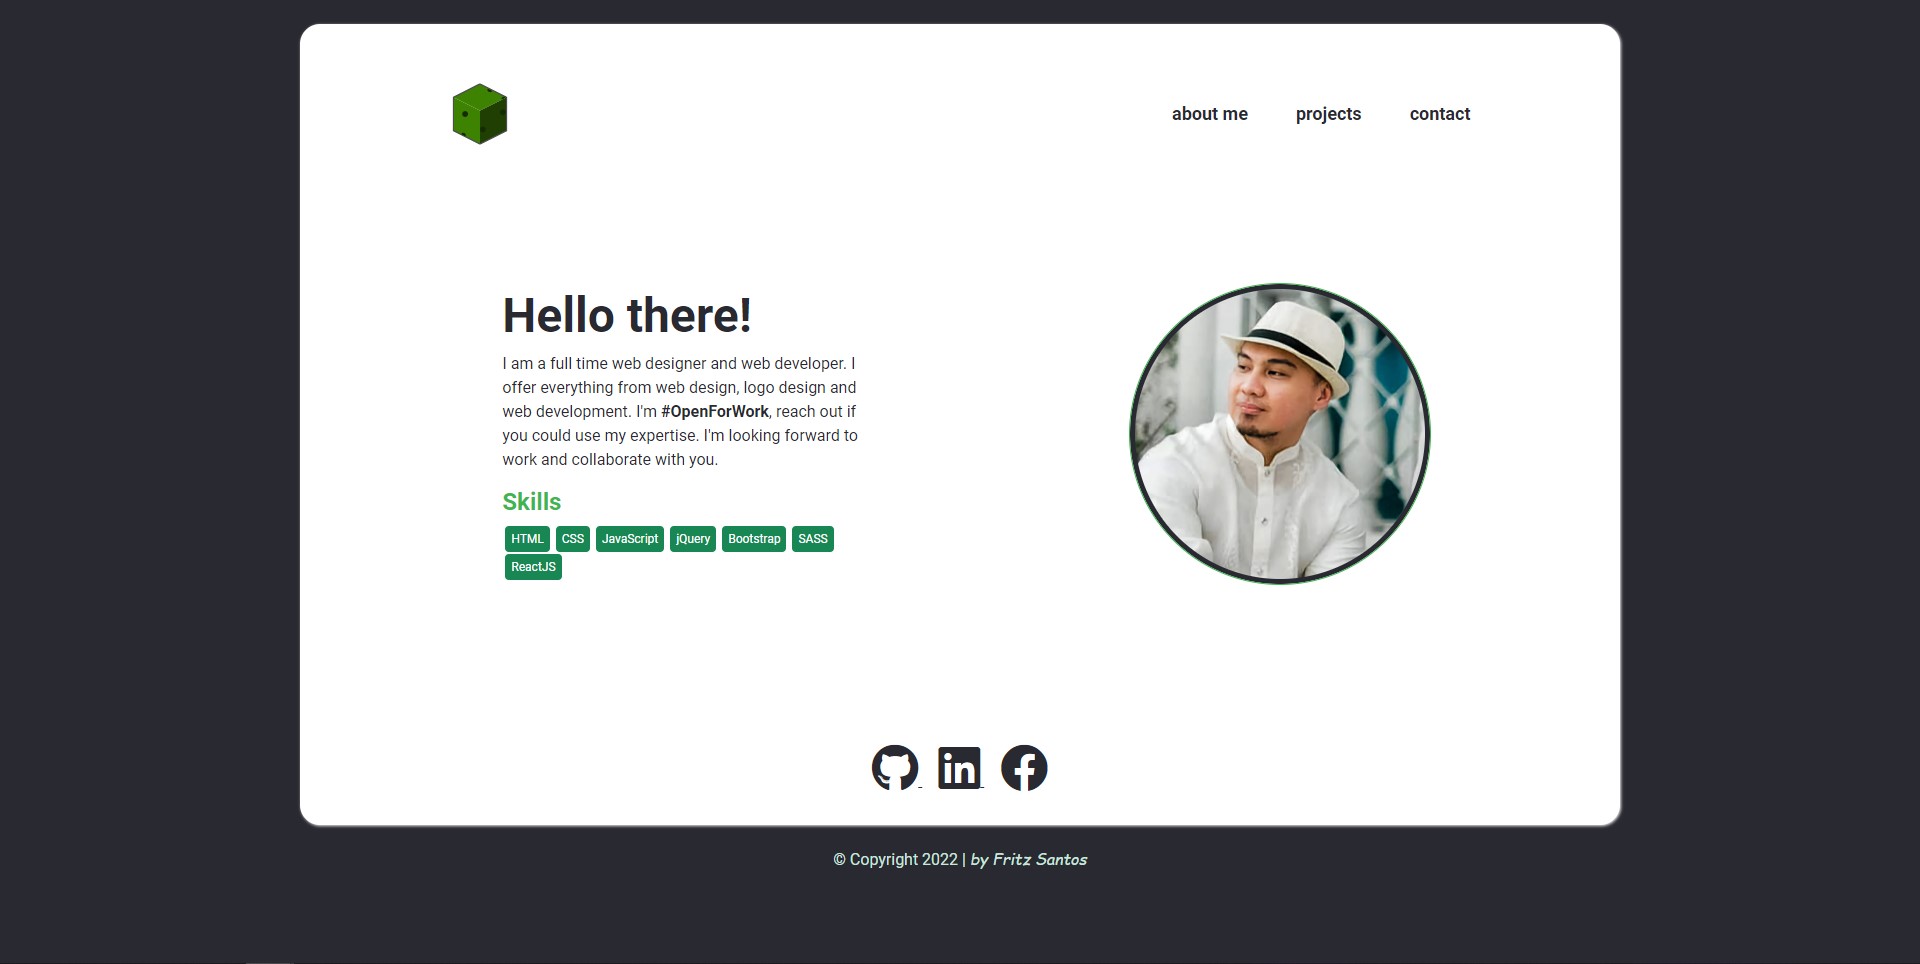 about me projects contact
Hello there!
I am a full time web designer and web developer. I
offer everything from web design, logo design and
web development. I'm #OpenForWork, reach out if
you could use my expertise. I'm looking forward to
work and collaborate with you.
Skills
HTML CSS JavaScript jQuery Bootstrap SASS
ReactJS
in f
© Copyright 2022 | by Fritz Santos